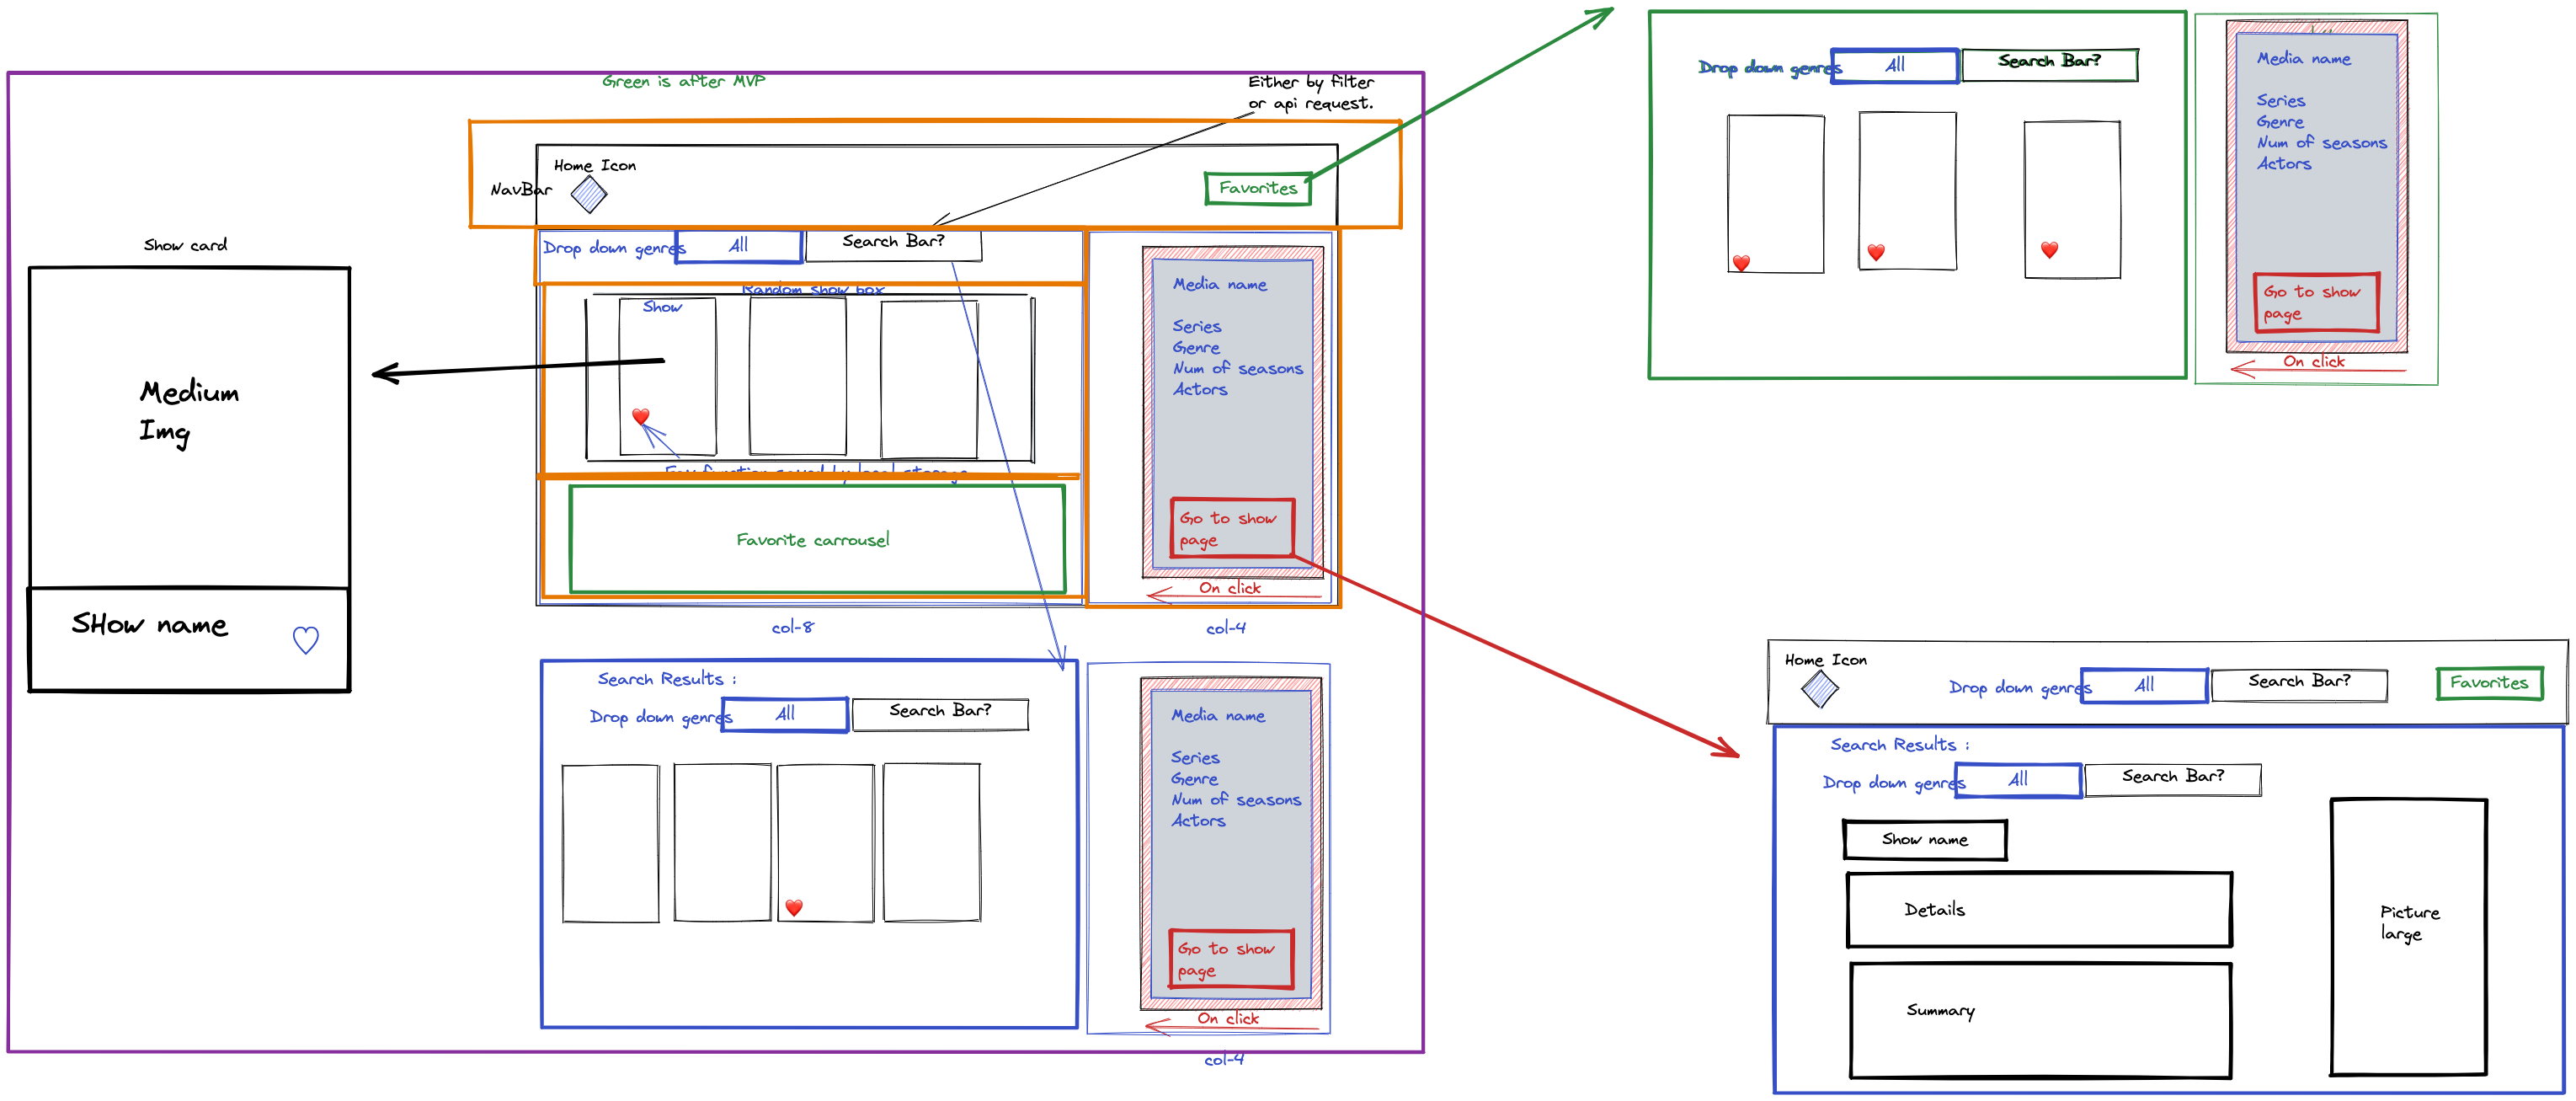 Green is after MVP
Either by filter
or api request.
Home Icon
NavBar
Favorites
Show card
Medium
Img
SHow name
Drop down genres
All
Search Bar?
Random show box
Show
Fav function saved by local storage
Favorite carrousel
Media name
Series
Genre
Num of seasons
Actors
Go to show
page
On click
col-8
col-4
Search Results :
Drop down genres
All
Search Bar?
Media name
Series
Genre
Num of seasons
Actors
Go to show
page
On click
col-4
Drop down genres
All
Search Bar?
Media name
Series
Genre
Num of seasons
Actors
Go to show
page
On click
Home Icon
Drop down genres
All
Search Bar?
Favorites
Search Results :
Drop down genres
All
Search Bar?
Show name
Details
Summary
Picture
large